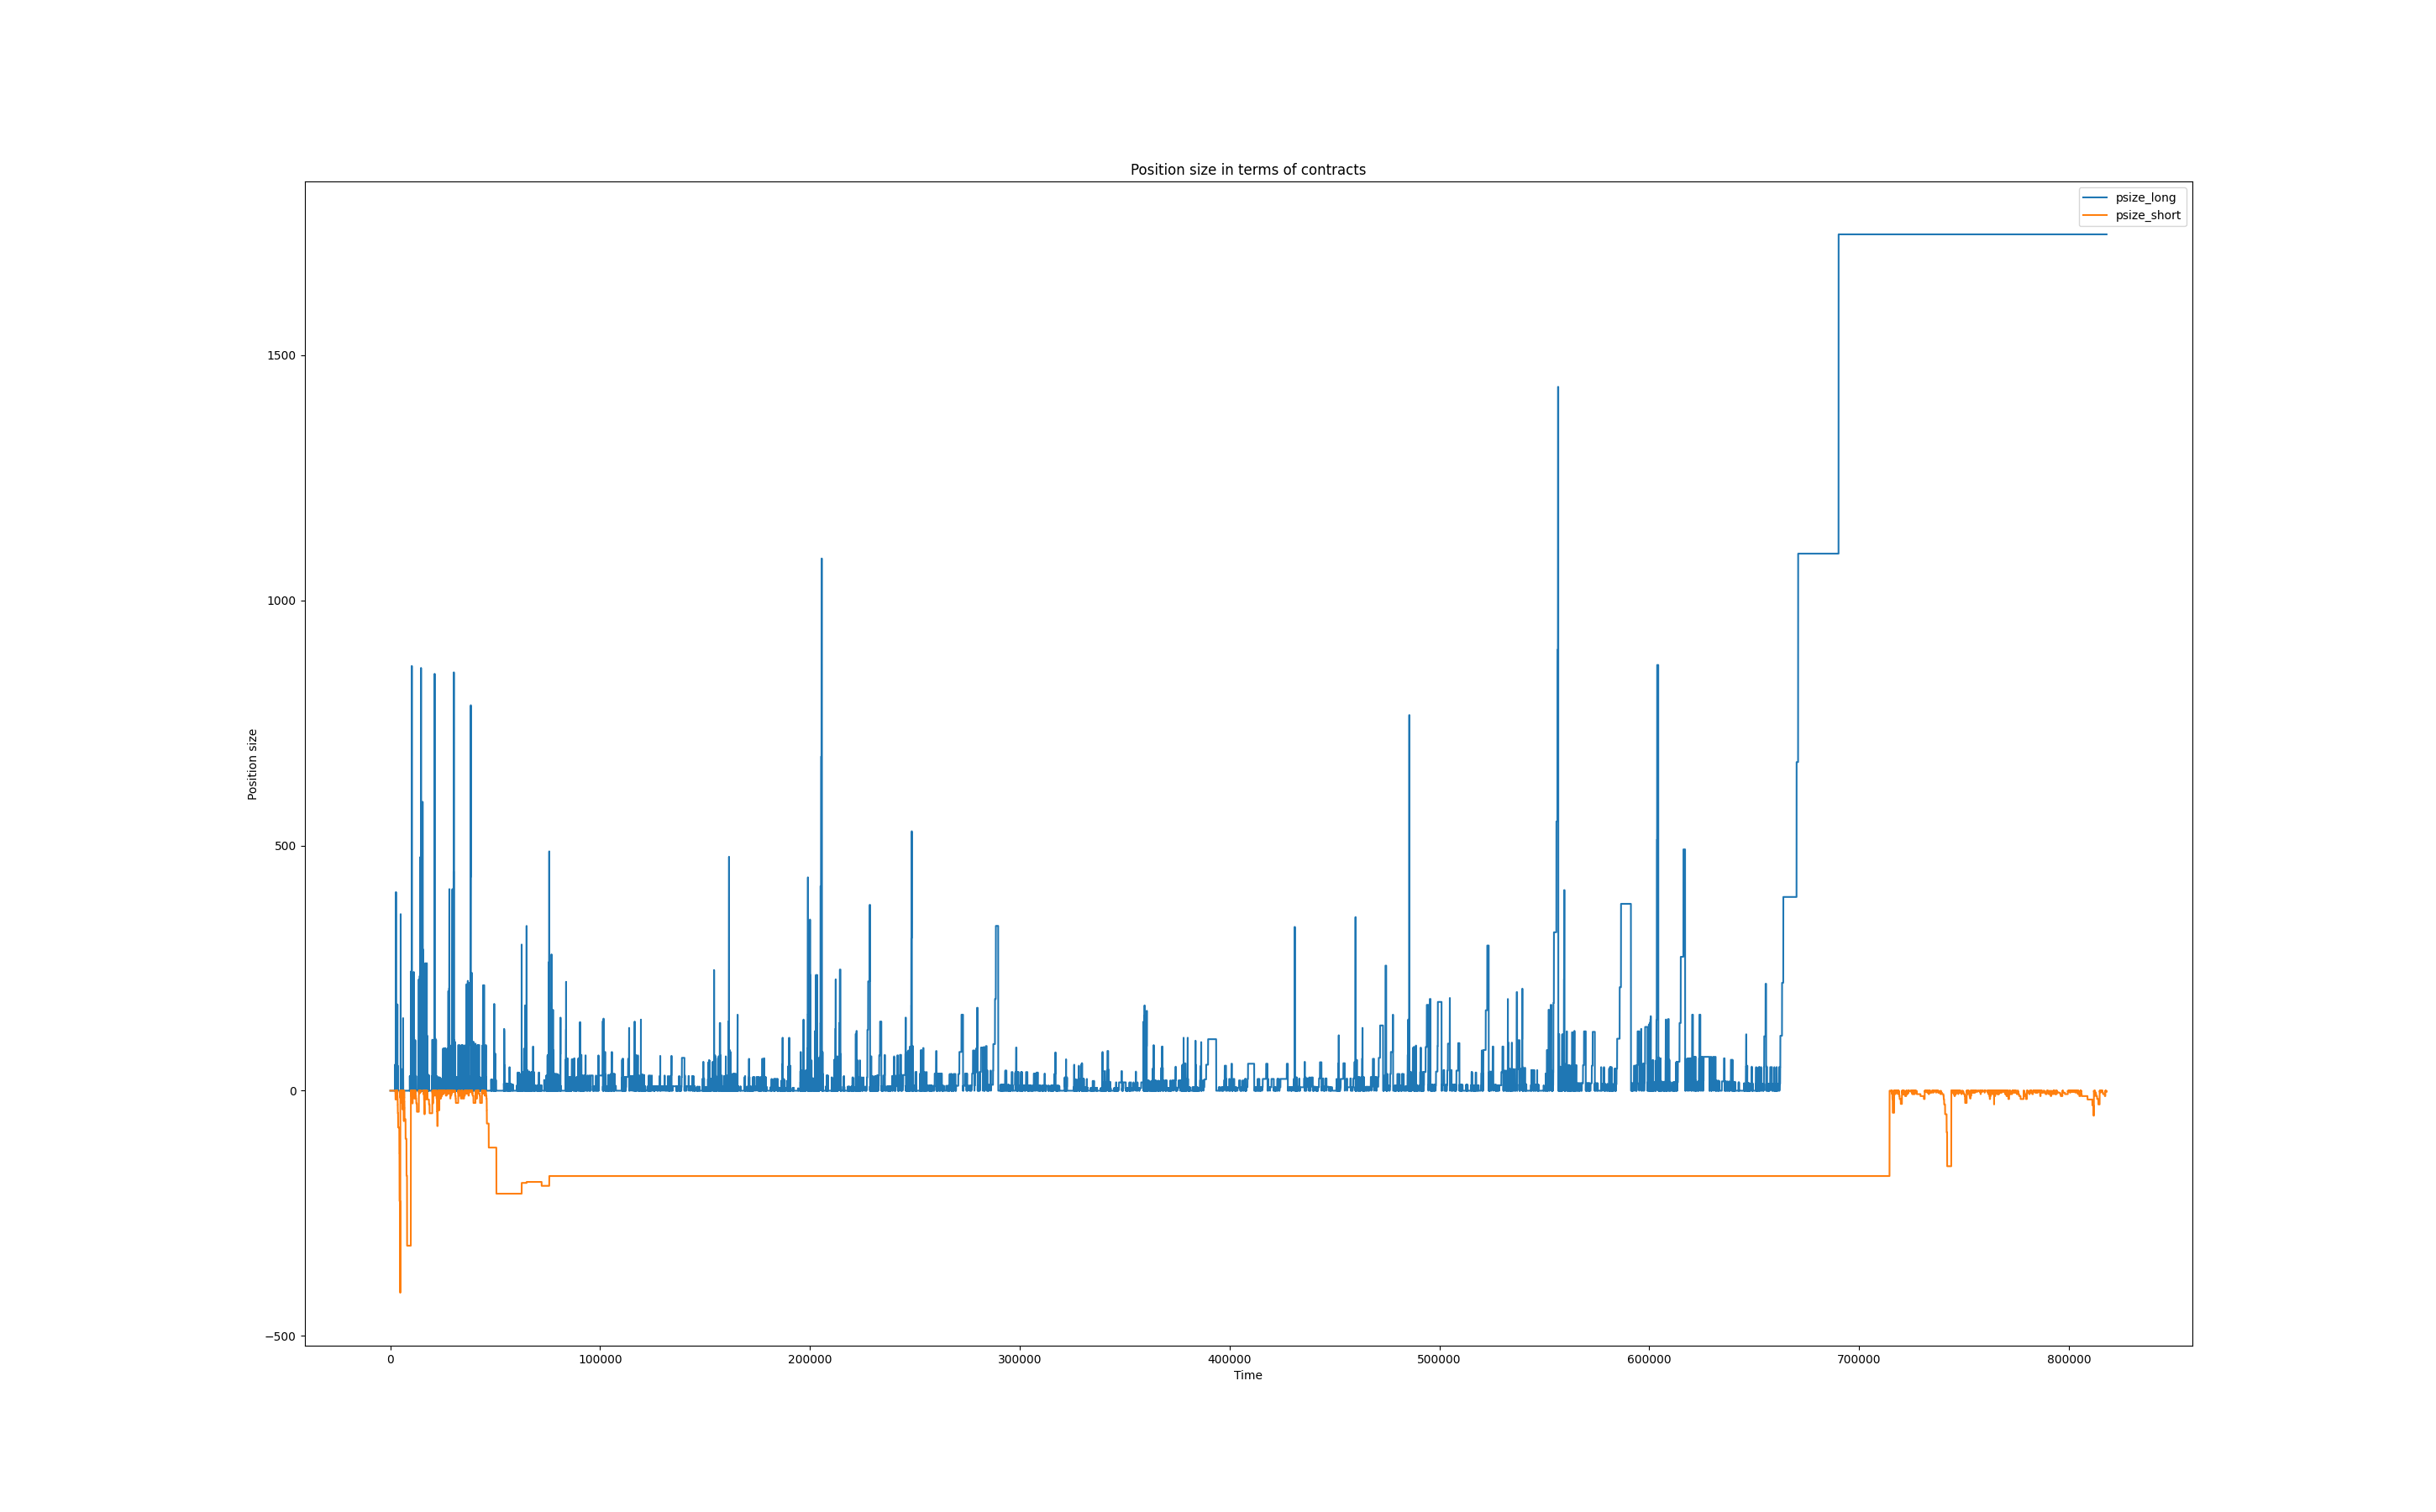 Position size in terms of contracts
psize_long
psize_short
1500
1000
500
0
−500
Position size
0 100000 200000 300000 400000 500000 600000 700000 800000
Time